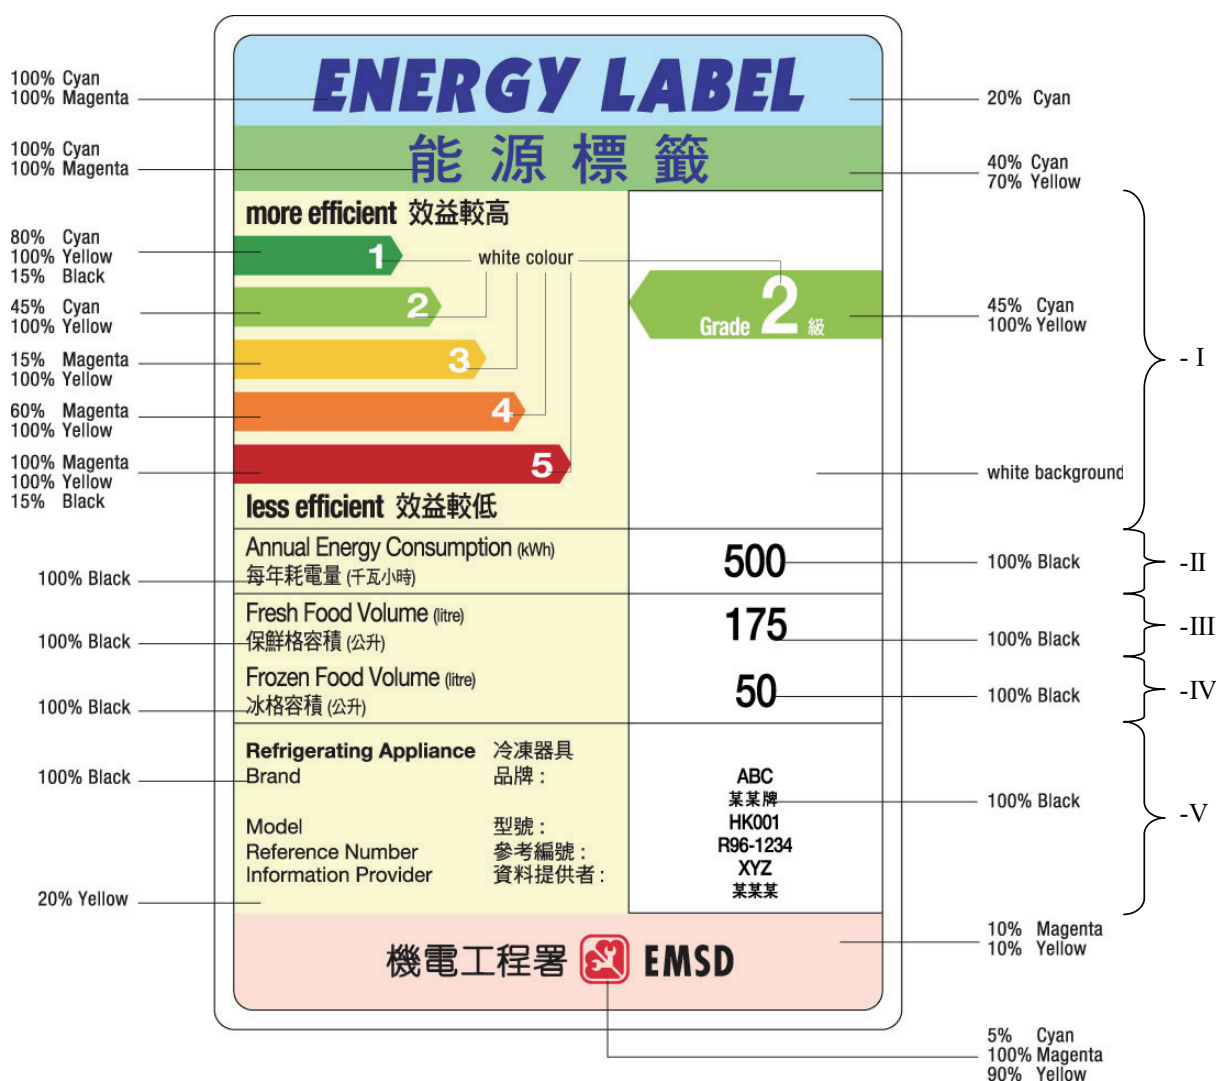 ENERGY LABEL
能源標籤
100% Cyan
100% Magenta
20% Cyan
100% Cyan
100% Magenta
40% Cyan
70% Yellow
more efficient 效益較高
80% Cyan
100% Yellow
15% Black
1
white colour
45% Cyan
100% Yellow
2
Grade 2 級
45% Cyan
100% Yellow
15% Magenta
100% Yellow
3
- I
60% Magenta
100% Yellow
4
100% Magenta
100% Yellow
15% Black
5
white background
less efficient 效益較低
Annual Energy Consumption (kWh)
每年耗電量 (千瓦小時)
500
100% Black
100% Black
-II
Fresh Food Volume (litre)
保鮮格容積 (公升)
175
100% Black
100% Black
-III
Frozen Food Volume (litre)
冰格容積 (公升)
50
100% Black
100% Black
-IV
Refrigerating Appliance 冷凍器具
Brand 品牌 :
100% Black
ABC
某某牌
100% Black
-V
Model 型號 :
HK001
Reference Number 參考編號 :
R96-1234
Information Provider 資料提供者 :
XYZ
某某某
20% Yellow
10% Magenta
10% Yellow
機電工程署 EMSD
5% Cyan
100% Magenta
90% Yellow